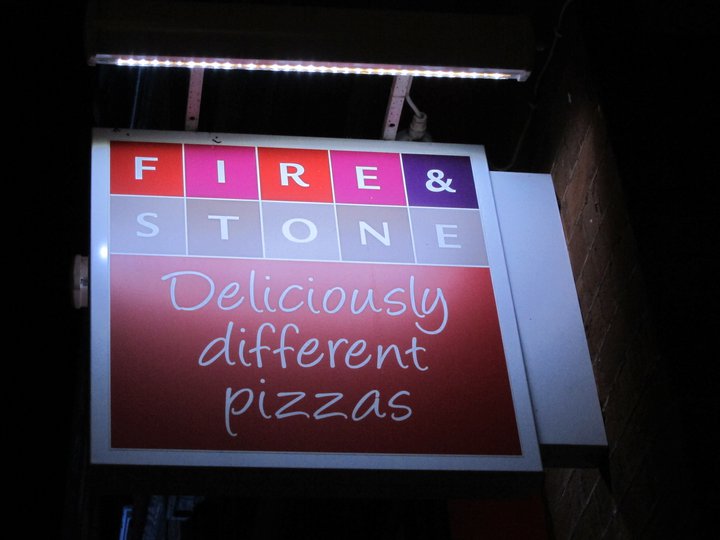 FIRE &
STONE
Deliciously
different
pizzas